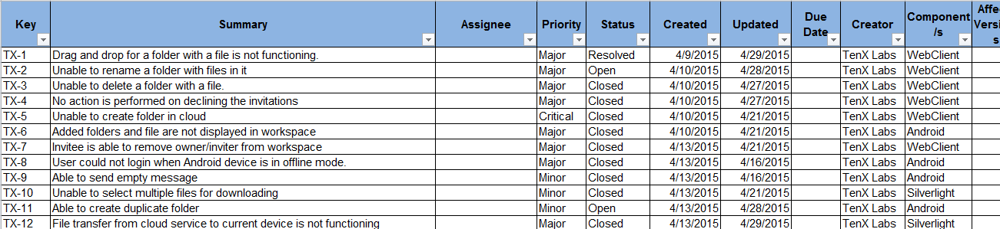 Key Summary Assignee Priority Status Created Updated Due Date Creator Component/s Affe Versi s
TX-1 Drag and drop for a folder with a file is not functioning. Major Resolved 4/9/2015 4/29/2015 TenX Labs WebClient
TX-2 Unable to rename a folder with files in it Major Open 4/10/2015 4/28/2015 TenX Labs WebClient
TX-3 Unable to delete a folder with a file. Major Closed 4/10/2015 4/27/2015 TenX Labs WebClient
TX-4 No action is performed on declining the invitations Major Closed 4/10/2015 4/27/2015 TenX Labs WebClient
TX-5 Unable to create folder in cloud Critical Closed 4/10/2015 4/21/2015 TenX Labs WebClient
TX-6 Added folders and file are not displayed in workspace Major Closed 4/10/2015 4/21/2015 TenX Labs Android
TX-7 Invitee is able to remove owner/inviter from workspace Major Closed 4/13/2015 4/21/2015 TenX Labs WebClient
TX-8 User could not login when Android device is in offline mode. Major Closed 4/13/2015 4/16/2015 TenX Labs Android
TX-9 Able to send empty message Minor Closed 4/13/2015 4/16/2015 TenX Labs Android
TX-10 Unable to select multiple files for downloading Minor Closed 4/13/2015 4/21/2015 TenX Labs Silverlight
TX-11 Able to create duplicate folder Minor Open 4/13/2015 4/28/2015 TenX Labs Android
TX-12 File transfer from cloud service to current device is not functioning Major Closed 4/13/2015 4/29/2015 TenX Labs Silverlight